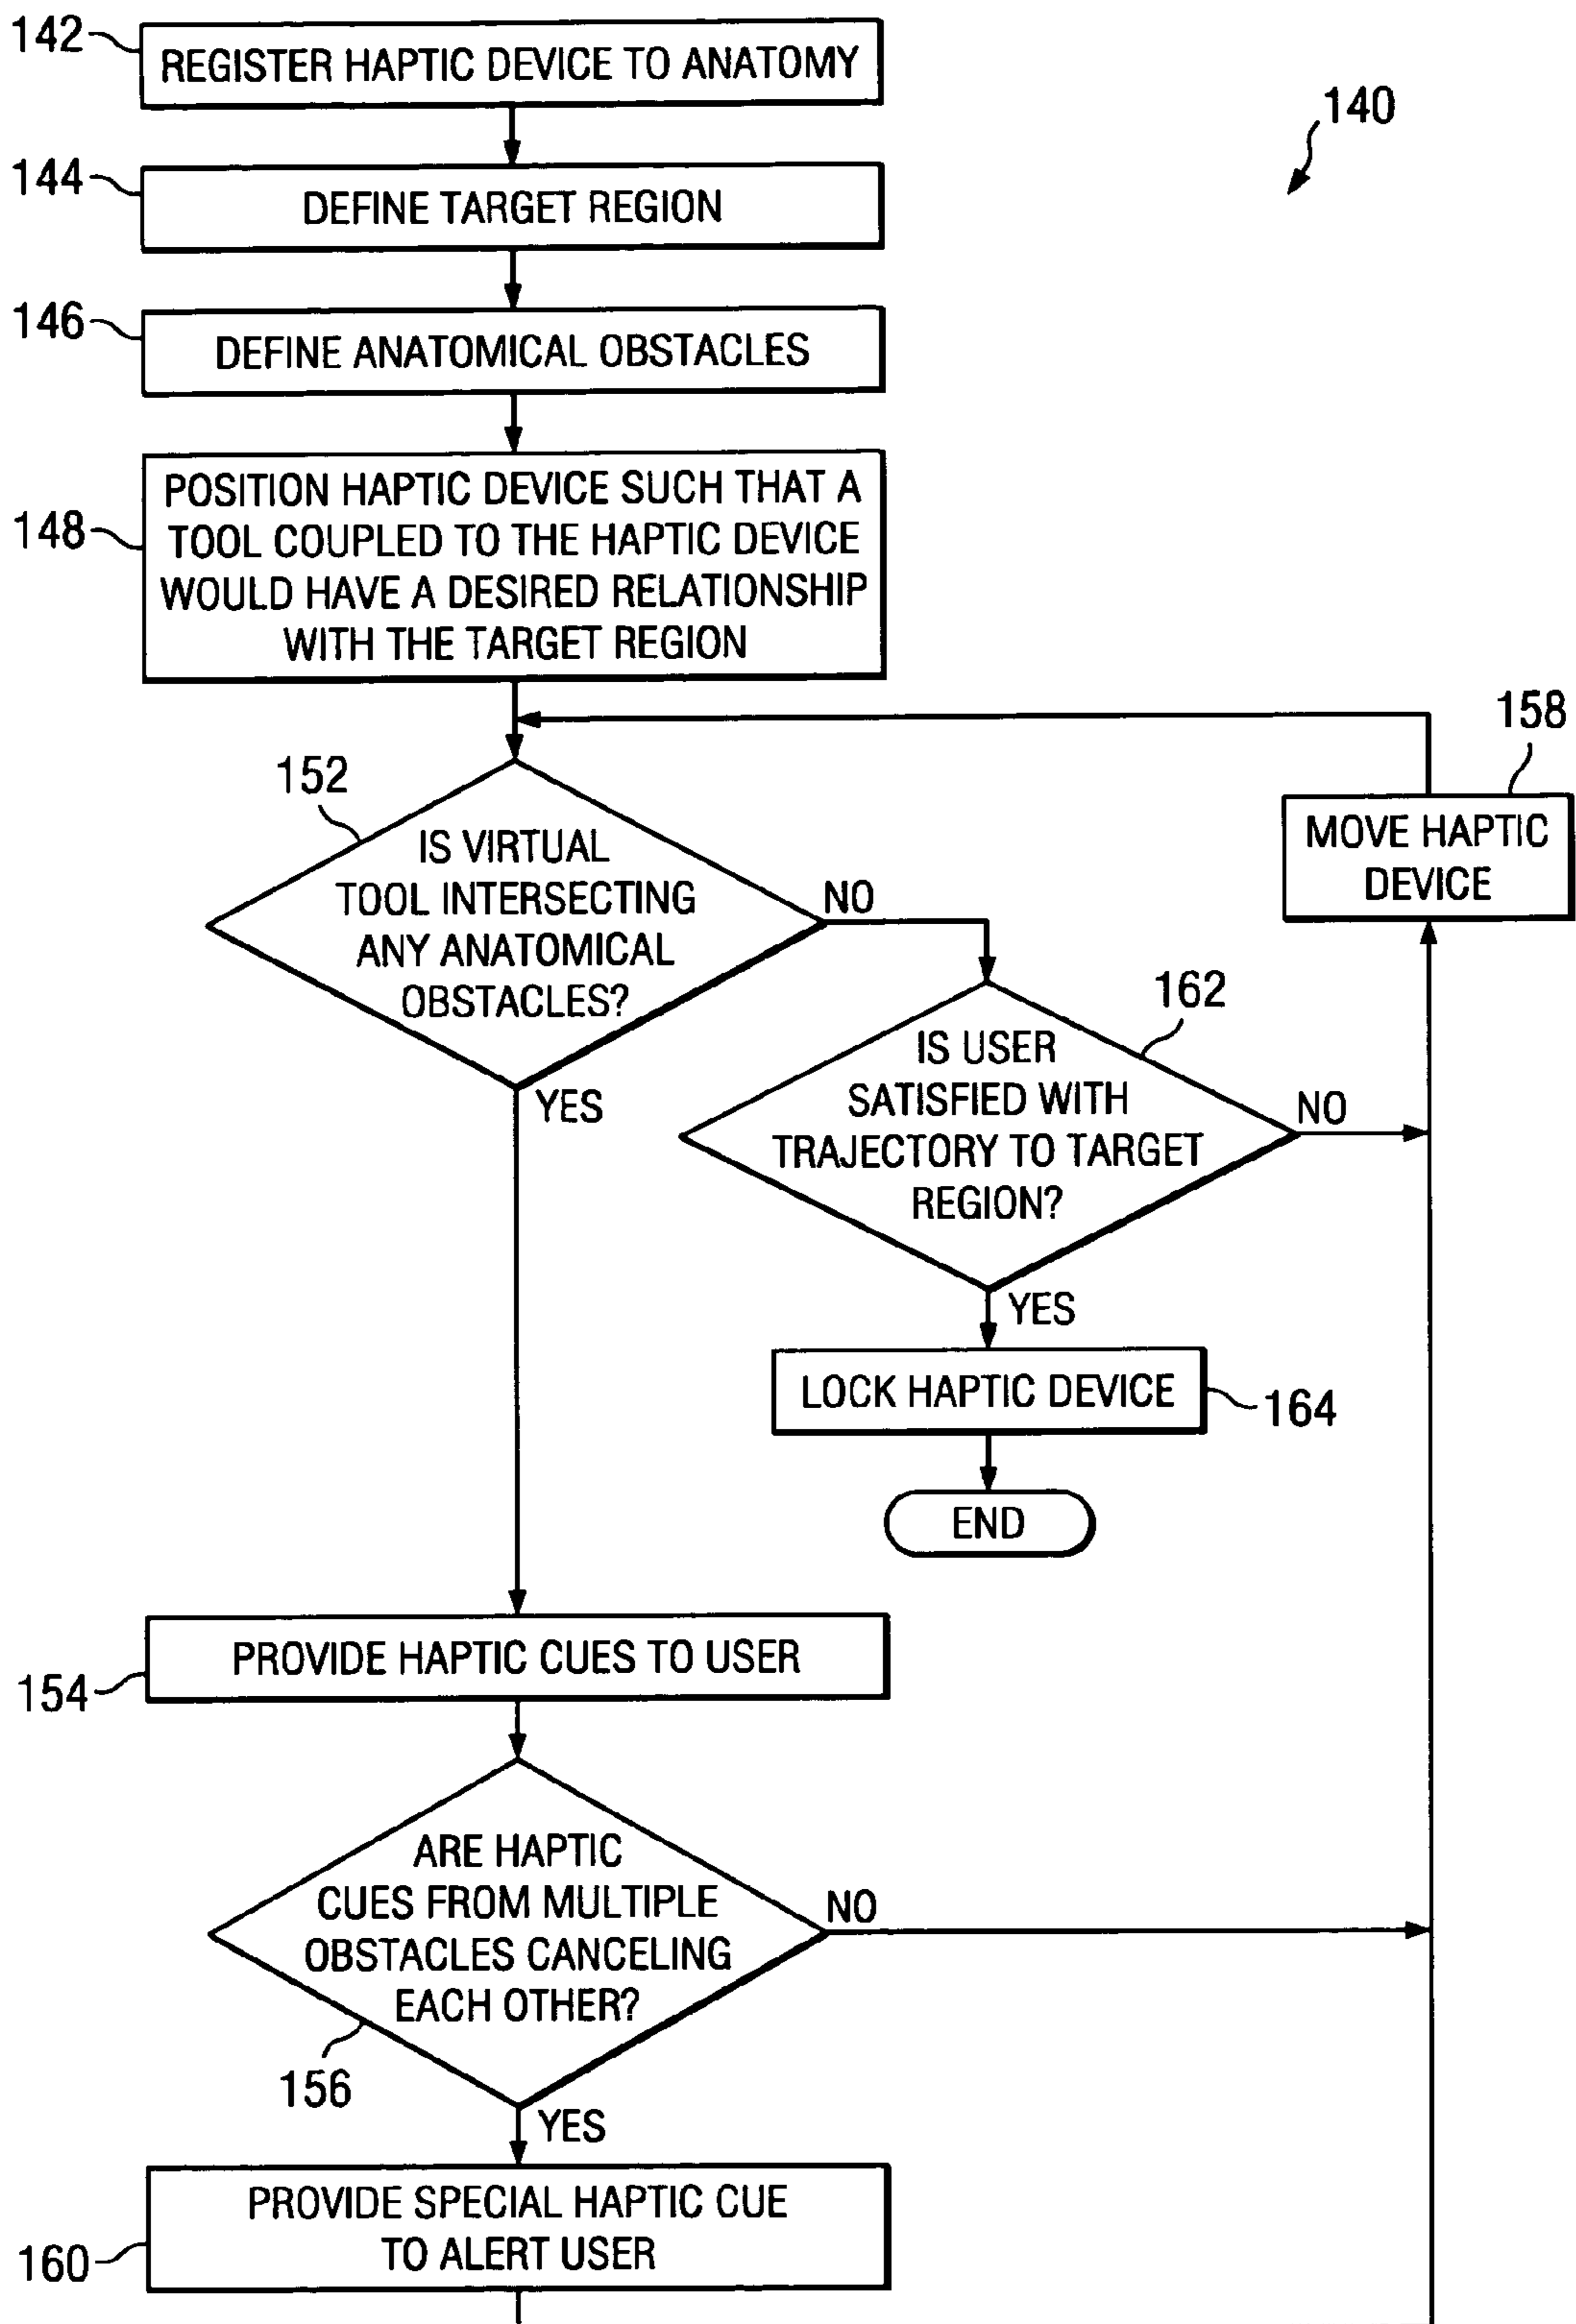 142
REGISTER HAPTIC DEVICE TO ANATOMY
140
144
DEFINE TARGET REGION
146
DEFINE ANATOMICAL OBSTACLES
148
POSITION HAPTIC DEVICE SUCH THAT A
TOOL COUPLED TO THE HAPTIC DEVICE
WOULD HAVE A DESIRED RELATIONSHIP
WITH THE TARGET REGION
158
MOVE HAPTIC
DEVICE
152
IS VIRTUAL
TOOL INTERSECTING
ANY ANATOMICAL
OBSTACLES?
NO
YES
162
IS USER
SATISFIED WITH
TRAJECTORY TO TARGET
REGION?
NO
YES
LOCK HAPTIC DEVICE
164
END
PROVIDE HAPTIC CUES TO USER
154
ARE HAPTIC
CUES FROM MULTIPLE
OBSTACLES CANCELING
EACH OTHER?
NO
156
YES
PROVIDE SPECIAL HAPTIC CUE
TO ALERT USER
160